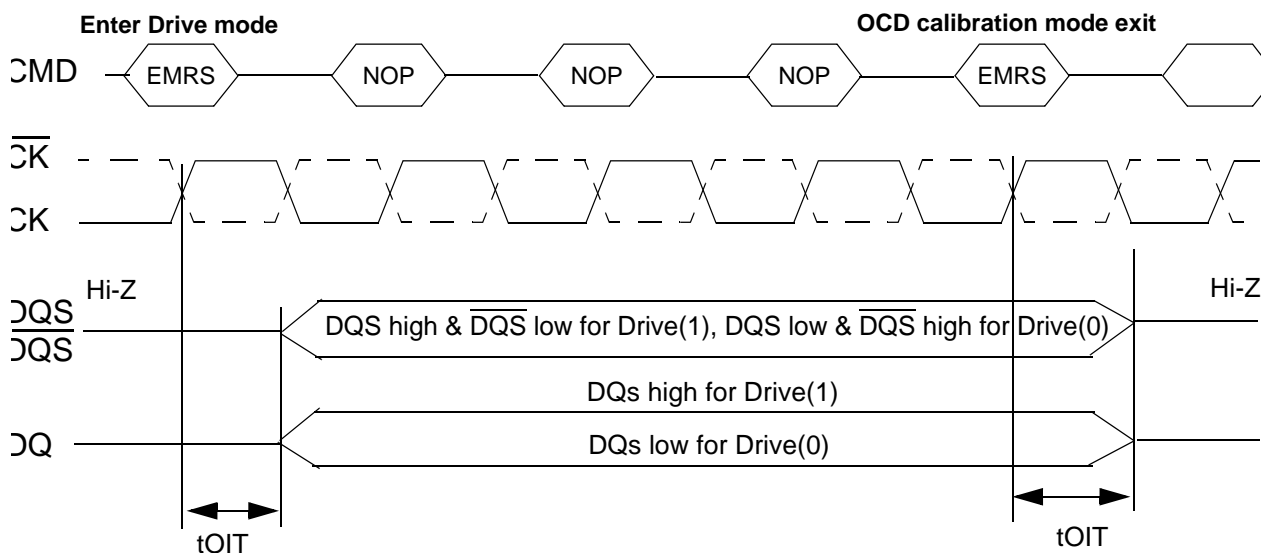 Enter Drive mode
OCD calibration mode exit
CMD
EMRS
NOP
NOP
NOP
EMRS
CK
CK
Hi-Z
Hi-Z
DQS
DQS
DQS high & DQS low for Drive(1), DQS low & DQS high for Drive(0)
DQs high for Drive(1)
DQ
DQs low for Drive(0)
tOIT
tOIT